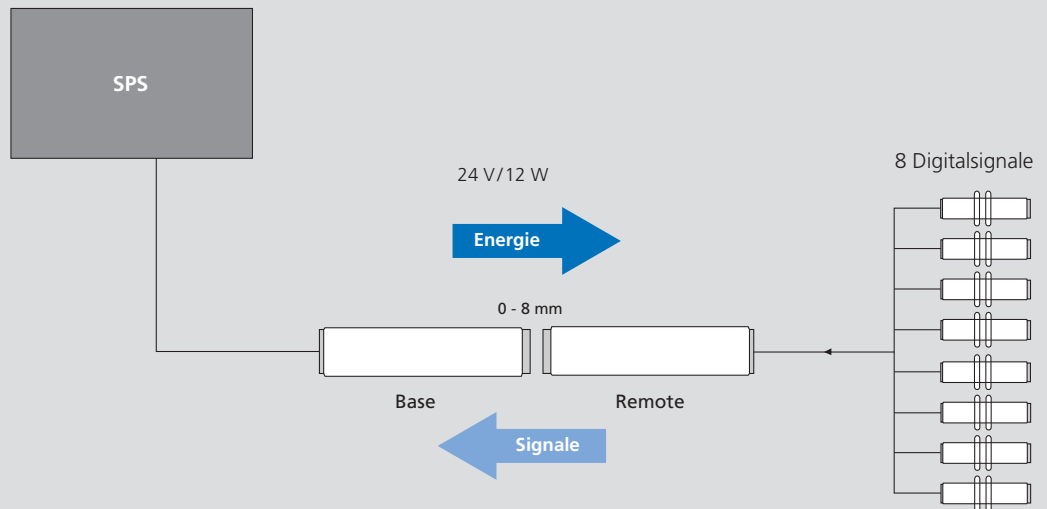 SPS
24 V/12 W
8 Digitalsignale
Energie
0 - 8 mm
Base
Remote
Signale